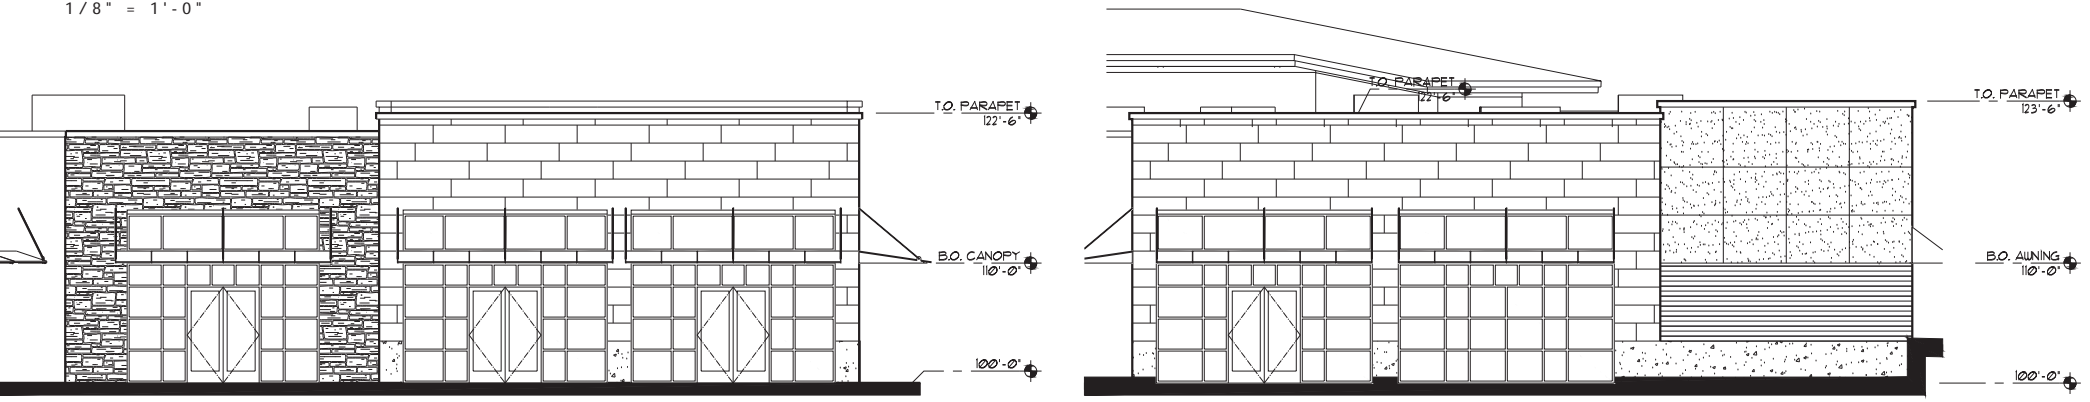 1/8" = 1'-0"
T.O. PARAPET
122'-6"
B.O. CANOPY
110'-0"
100'-0"
T.O. PARAPET
122'-6"
T.O. PARAPET
123'-6"
B.O. AWNING
110'-0"
100'-0"